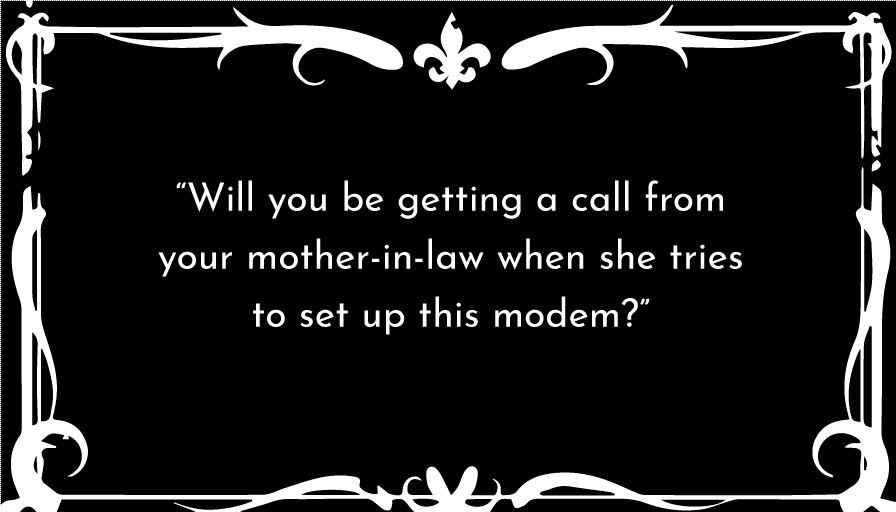 “Will you be getting a call from
your mother-in-law when she tries
to set up this modem?”